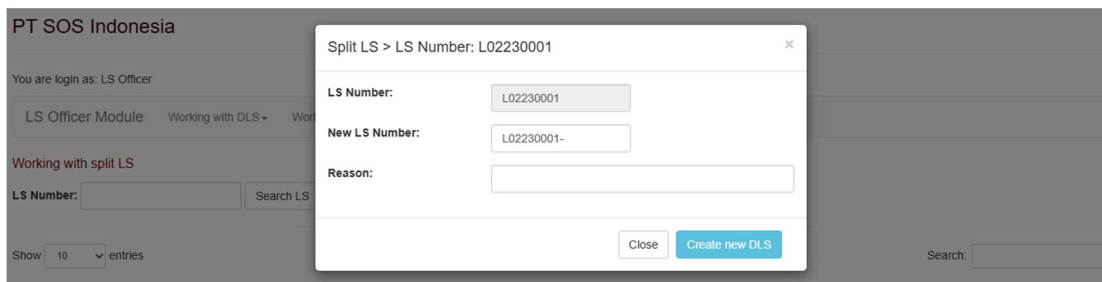 PT SOS Indonesia
You are login as: LS Officer
LS Officer Module Working with DLS
Working with split LS
LS Number: Search LS
Show 10 entries
Search:
Split LS > LS Number: L02230001 ×
LS Number: L02230001
New LS Number: L02230001-
Reason:
Close Create new DLS